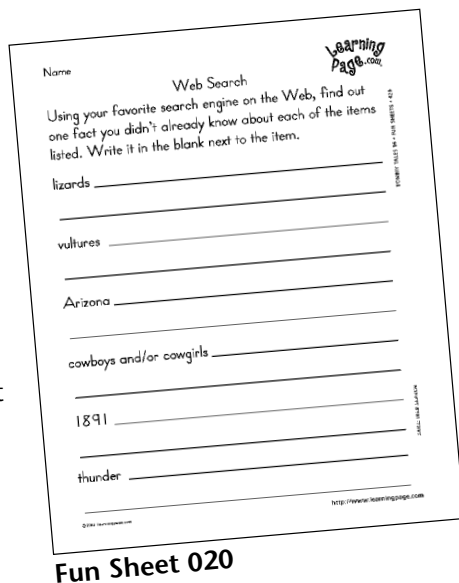 Name
Learning
Page.com
Web Search
Using your favorite search engine on the Web, find out
one fact you didn't already know about each of the items
listed. Write it in the blank next to the item.
lizards
vultures
Arizona
cowboys and/or cowgirls
1891
thunder
http://www.learningpage.com
Fun Sheet 020